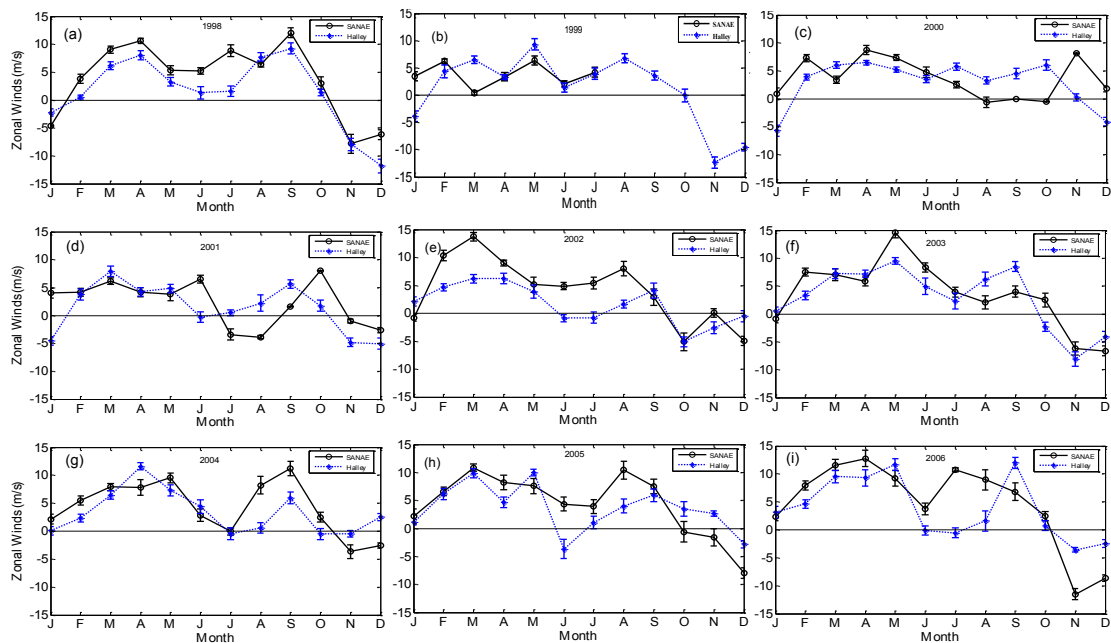 (a) 1998 SANAE
Halley
Zonal Winds (m/s)
15
10
5
0
-5
-10
-15
J F M A M J J A S O N D
Month
(b) 1999 SANAE
Halley
15
10
5
0
-5
-10
-15
J F M A M J J A S O N D
Month
(c) 2000 SANAE
Halley
15
10
5
0
-5
-10
-15
J F M A M J J A S O N D
Month
(d) 2001 SANAE
Halley
Zonal Winds (m/s)
15
10
5
0
-5
-10
-15
J F M A M J J A S O N D
Month
(e) 2002 SANAE
Halley
15
10
5
0
-5
-10
-15
J F M A M J J A S O N D
Month
(f) 2003 SANAE
Halley
15
10
5
0
-5
-10
-15
J F M A M J J A S O N D
Month
(g) 2004 SANAE
Halley
Zonal Winds (m/s)
15
10
5
0
-5
-10
-15
J F M A M J J A S O N D
Month
(h) 2005 SANAE
Halley
15
10
5
0
-5
-10
-15
J F M A M J J A S O N D
Month
(i) 2006 SANAE
Halley
15
10
5
0
-5
-10
-15
J F M A M J J A S O N D
Month